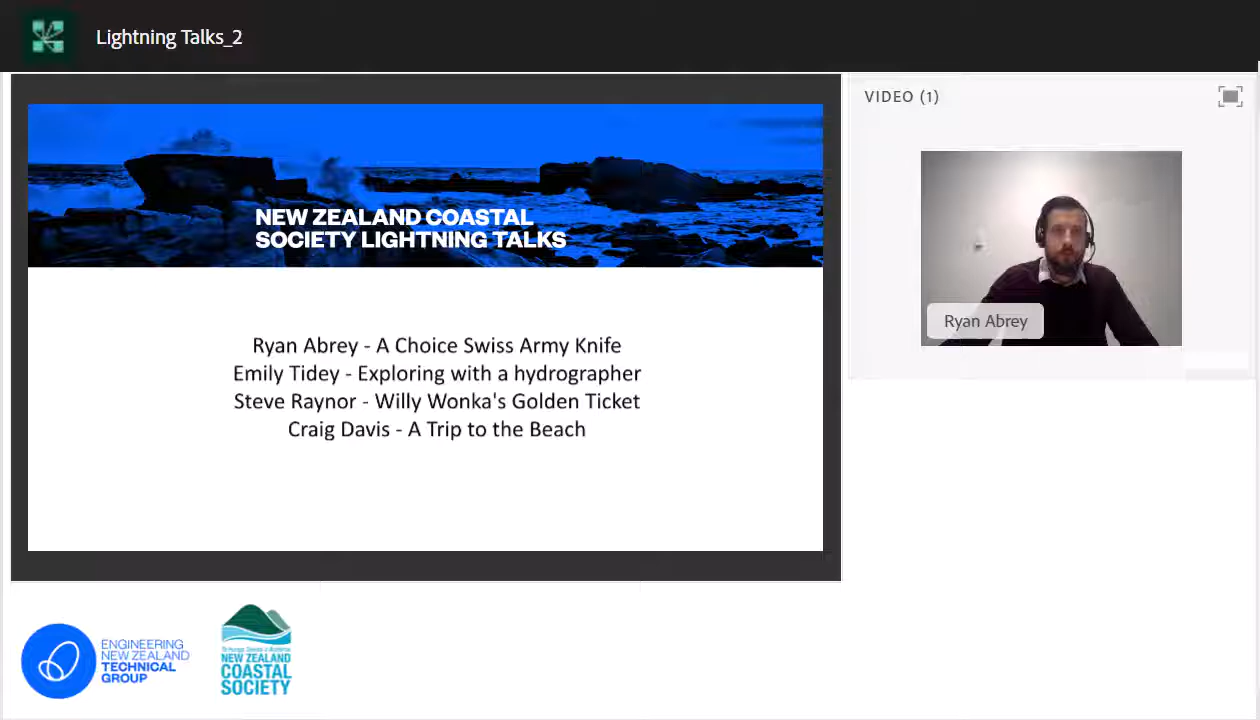 Lightning Talks_2
NEW ZEALAND COASTAL
SOCIETY LIGHTNING TALKS
Ryan Abrey - A Choice Swiss Army Knife
Emily Tidey - Exploring with a hydrographer
Steve Raynor - Willy Wonka's Golden Ticket
Craig Davis - A Trip to the Beach
VIDEO (1)
Ryan Abrey
ENGINEERING
NEW ZEALAND
TECHNICAL
GROUP
NEW ZEALAND
COASTAL
SOCIETY